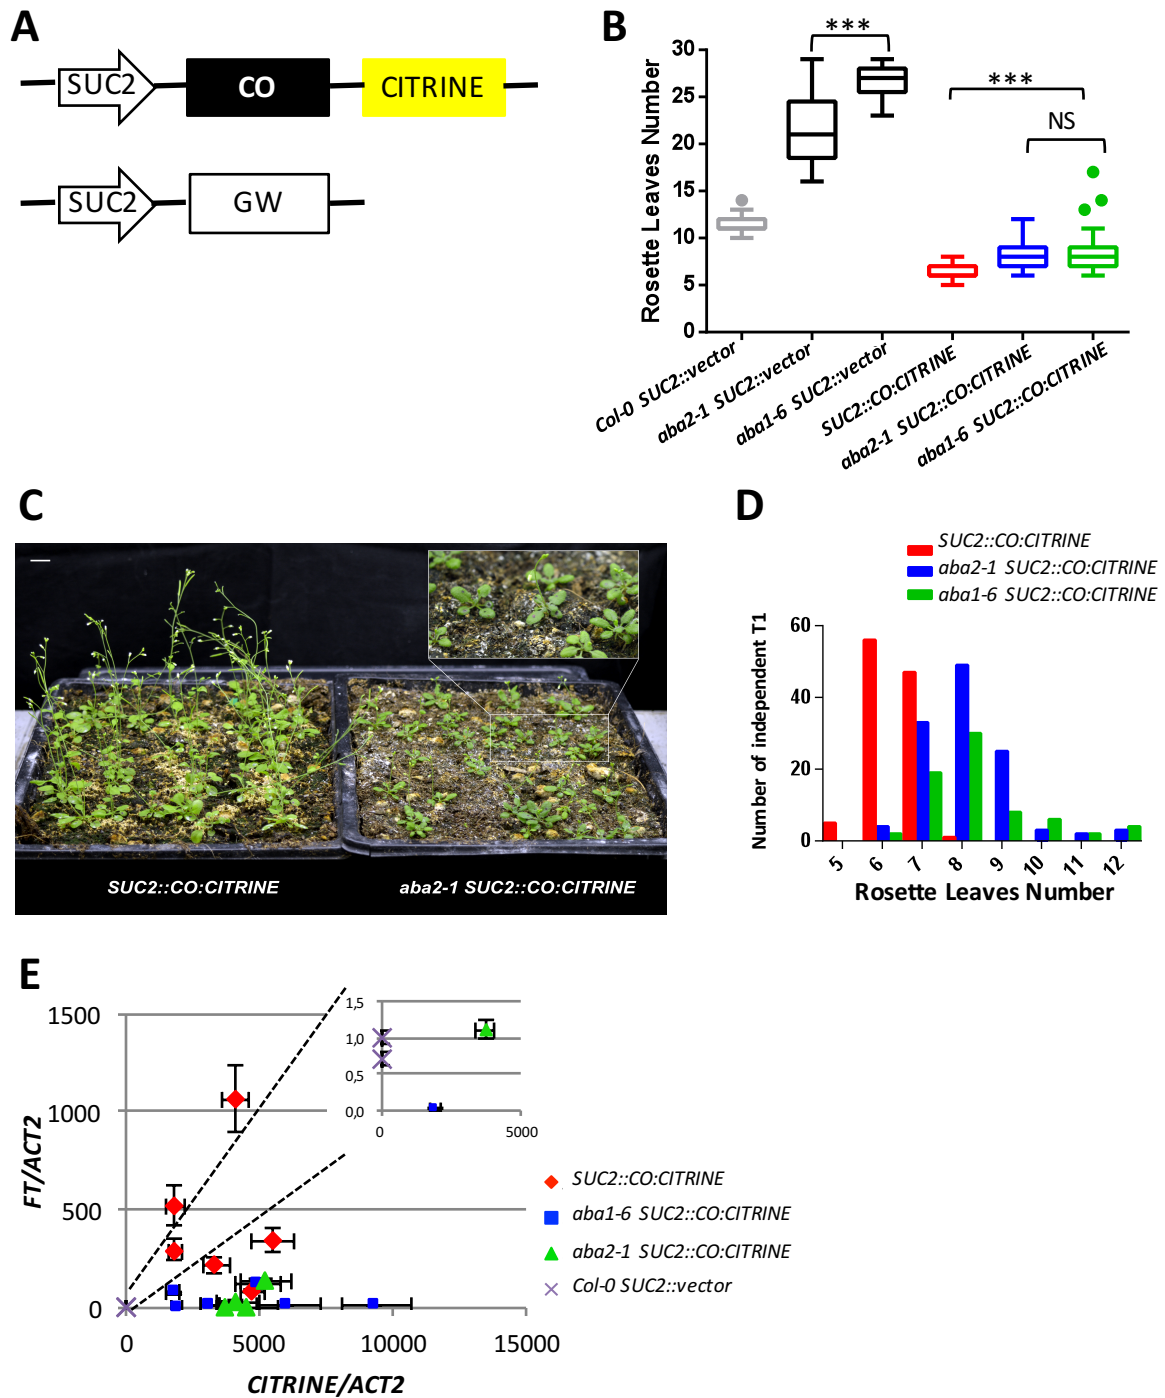 A
SUC2
CO
CITRINE
SUC2
GW
B
Rosette Leaves Number
30
25
20
15
10
5
0
***
***
NS
Col-0 SUC2::vector
aba2-1 SUC2::vector
aba1-6 SUC2::vector
SUC2::CO:CITRINE
aba2-1 SUC2::CO:CITRINE
aba1-6 SUC2::CO:CITRINE
C
SUC2::CO:CITRINE
aba2-1 SUC2::CO:CITRINE
D
SUC2::CO:CITRINE
aba2-1 SUC2::CO:CITRINE
aba1-6 SUC2::CO:CITRINE
Number of independent T1
60
40
20
0
5 6 7 8 9 10 11 12
Rosette Leaves Number
E
FT/ACT2
1500
1000
500
0
0 5000 10000 15000
CITRINE/ACT2
1,5
1,0
0,5
0,0
0 5000
SUC2::CO:CITRINE
aba1-6 SUC2::CO:CITRINE
aba2-1 SUC2::CO:CITRINE
Col-0 SUC2::vector